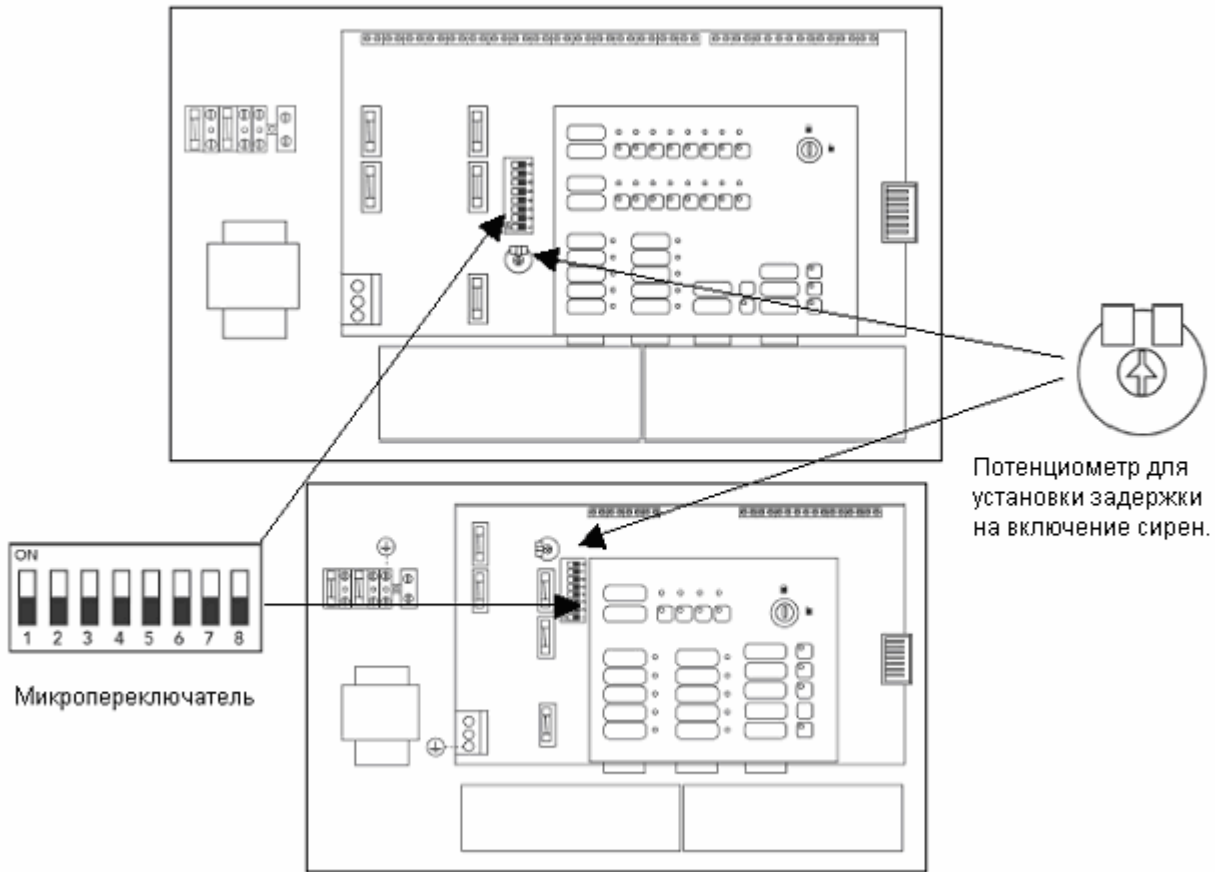 Потенциометр для
установки задержки
на включение сирен.
ON
1 2 3 4 5 6 7 8
Микропереключатель